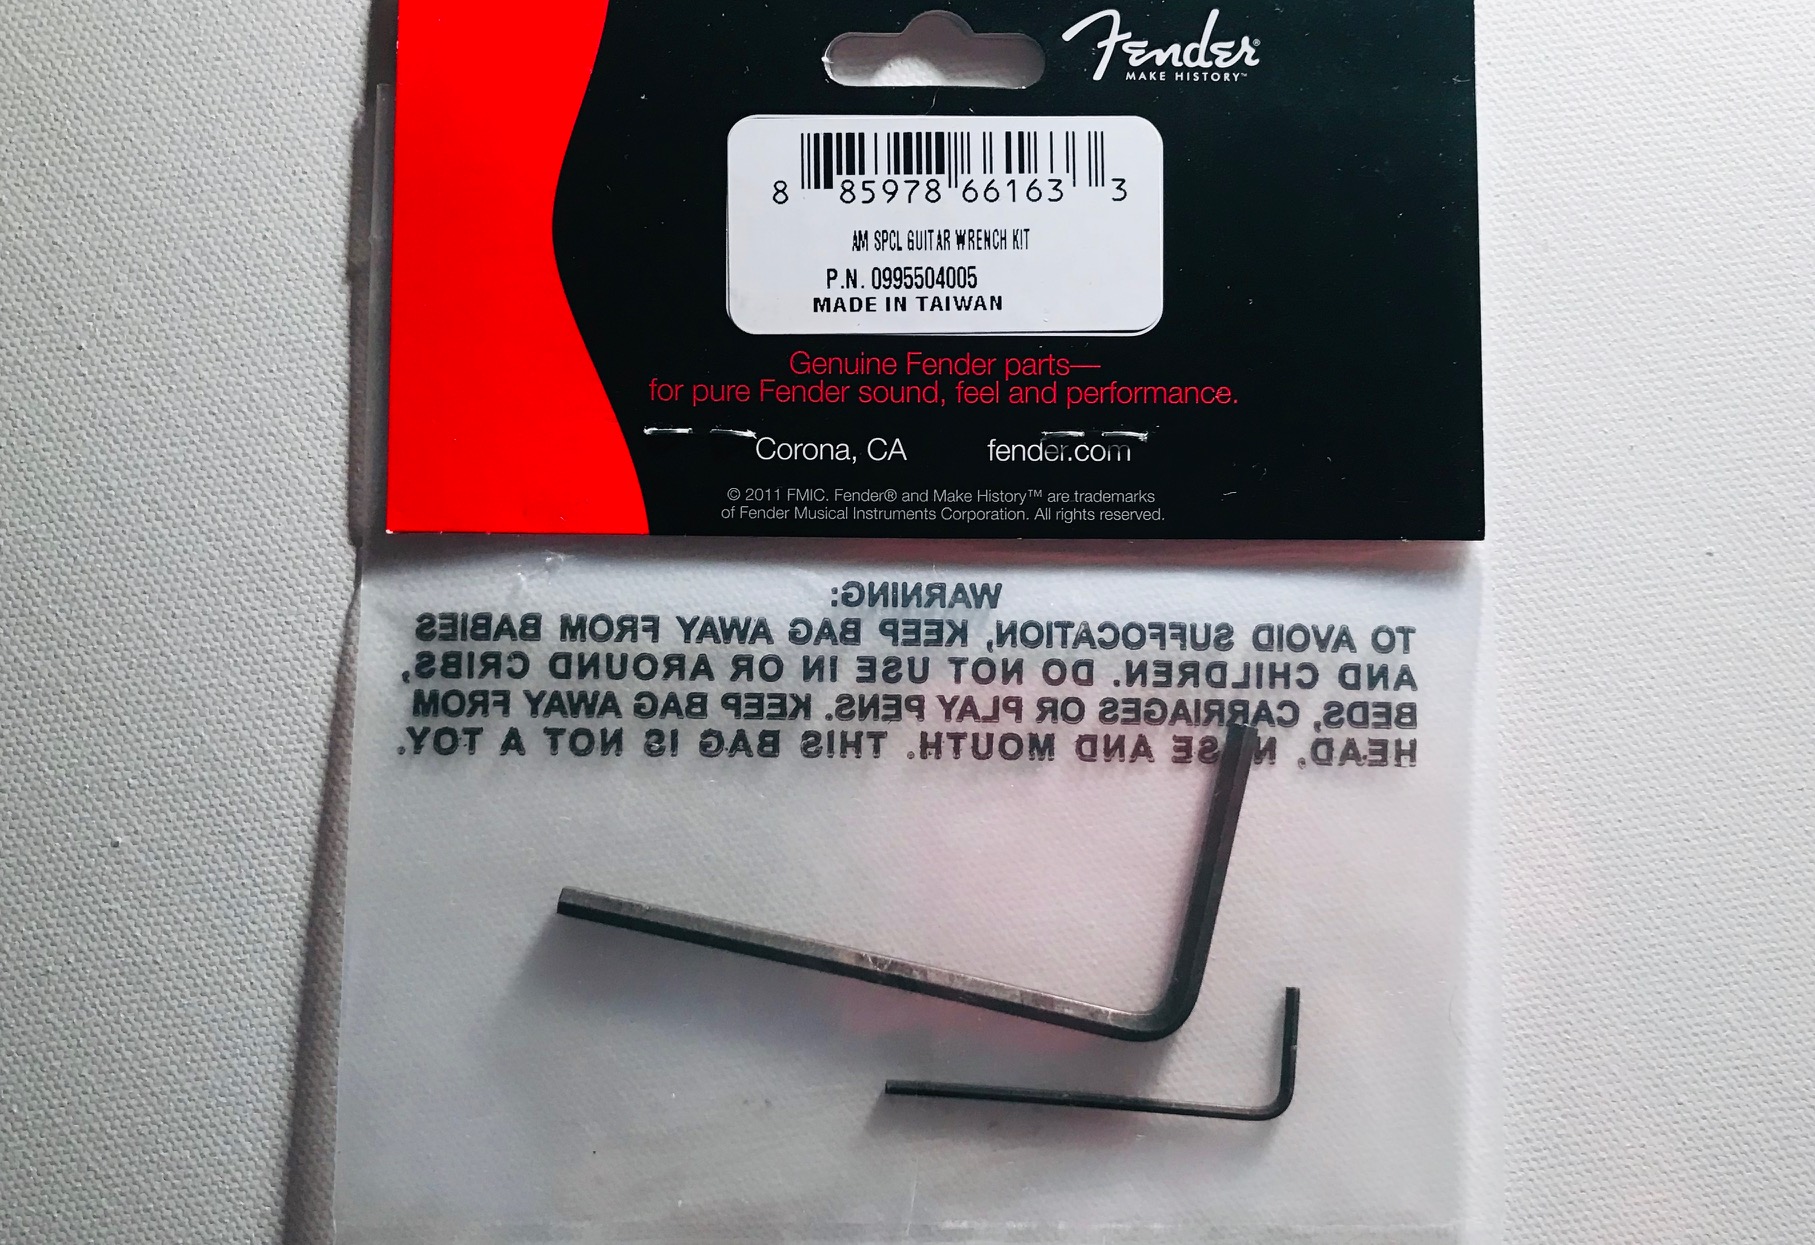 Fender®
MAKE HISTORY™
8 85978 66163 3
AM SPCL GUITAR WRENCH KIT
P.N. 0995504005
MADE IN TAIWAN
Genuine Fender parts—
for pure Fender sound, feel and performance.
Corona, CA fender.com
© 2011 FMIC. Fender® and Make History™ are trademarks
of Fender Musical Instruments Corporation. All rights reserved.
WARNING:
TO AVOID SUFFOCATION, KEEP BAG AWAY FROM BABIES
AND CHILDREN. DO NOT USE IN OR AROUND CRIBS,
BEDS, CARRIAGES OR PLAY PENS. KEEP BAG AWAY FROM
HEAD, NOSE AND MOUTH. THIS BAG IS NOT A TOY.